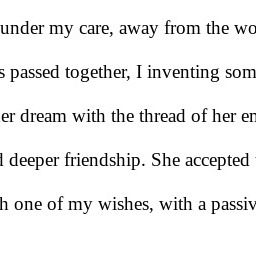 under my care, away from the wo
s passed together, I inventing som
er dream with the thread of her en
d deeper friendship. She accepted
h one of my wishes, with a passiv